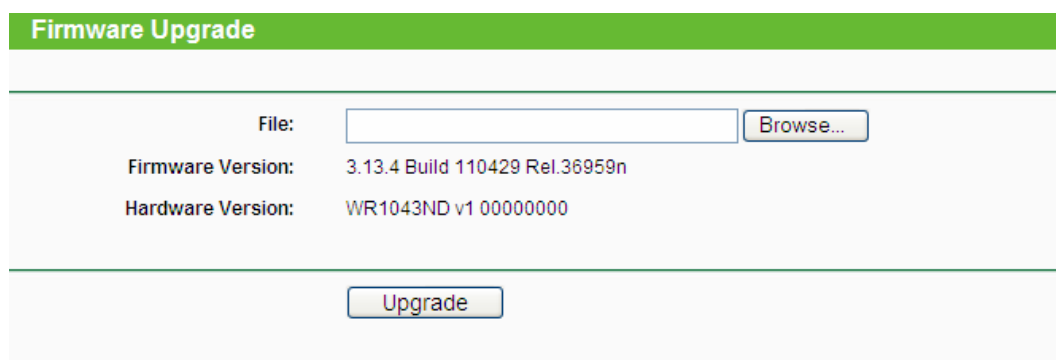 Firmware Upgrade
File:
Browse...
Firmware Version: 3.13.4 Build 110429 Rel.36959n
Hardware Version: WR1043ND v1 00000000
Upgrade